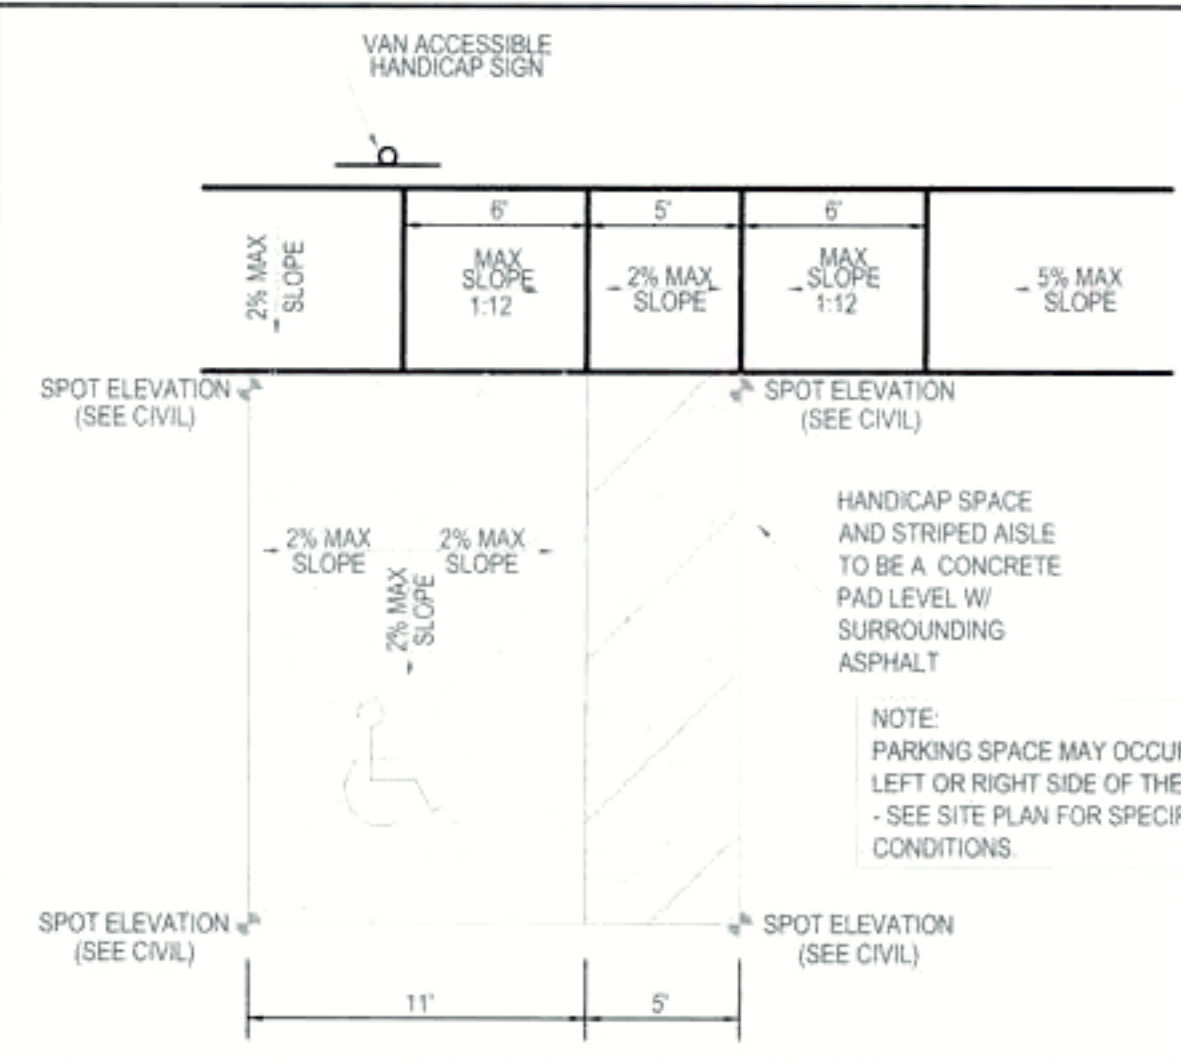 VAN ACCESSIBLE
HANDICAP SIGN
6'
5'
6'
2% MAX
SLOPE
MAX
SLOPE
1:12
2% MAX
SLOPE
MAX
SLOPE
1:12
5% MAX
SLOPE
SPOT ELEVATION
(SEE CIVIL)
SPOT ELEVATION
(SEE CIVIL)
2% MAX
SLOPE
2% MAX
SLOPE
2% MAX
SLOPE
HANDICAP SPACE
AND STRIPED AISLE
TO BE A CONCRETE
PAD LEVEL W/
SURROUNDING
ASPHALT
NOTE:
PARKING SPACE MAY
LEFT OR RIGHT SIDE OF THE
- SEE SITE PLAN FOR
CONDITIONS.
SPOT ELEVATION
(SEE CIVIL)
SPOT ELEVATION
(SEE CIVIL)
11'
5'